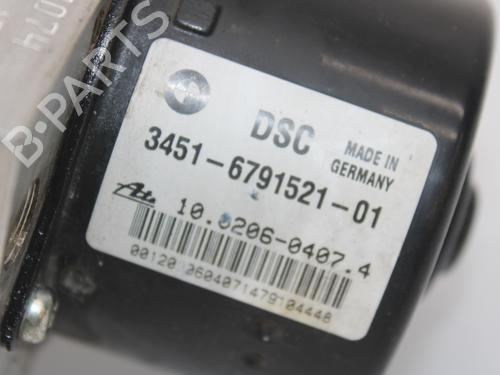 DSC
MADE IN
GERMANY
3451-6791521-01
Ate
10.0206-0407.4
B-PARTS